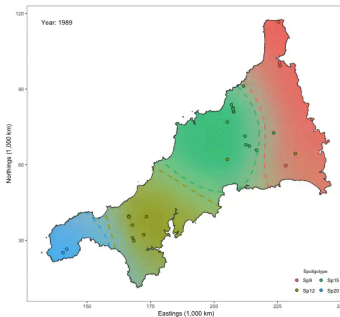 Year: 1989
120
90
60
30
Northings (1,000 km)
150
175
200
225
2
Eastings (1,000 km)
Spoligotype
Sp9
Sp15
Sp12
Sp20